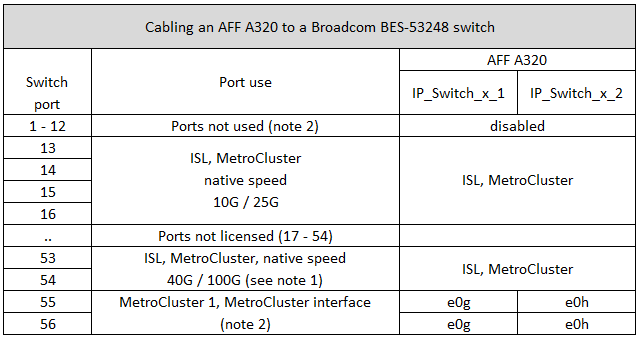 Cabling an AFF A320 to a Broadcom BES-53248 switch
Switch port
Port use
AFF A320
IP_Switch_x_1
IP_Switch_x_2
1 - 12
Ports not used (note 2)
disabled
13
14
15
16
ISL, MetroCluster
native speed
10G / 25G
ISL, MetroCluster
..
Ports not licensed (17 - 54)
53
54
ISL, MetroCluster, native speed
40G / 100G (see note 1)
ISL, MetroCluster
55
MetroCluster 1, MetroCluster interface
(note 2)
e0g
e0h
56
e0g
e0h